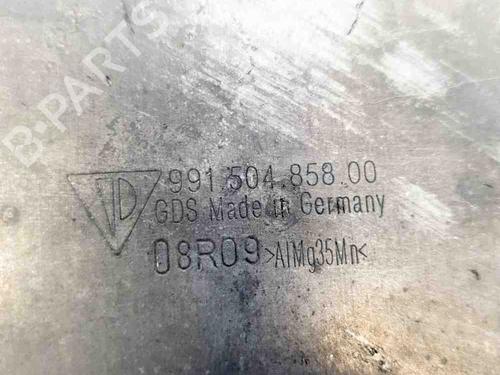 B-PARTS
991.504.858.00
GDS Made in Germany
08R09 >AlMg35Mn<